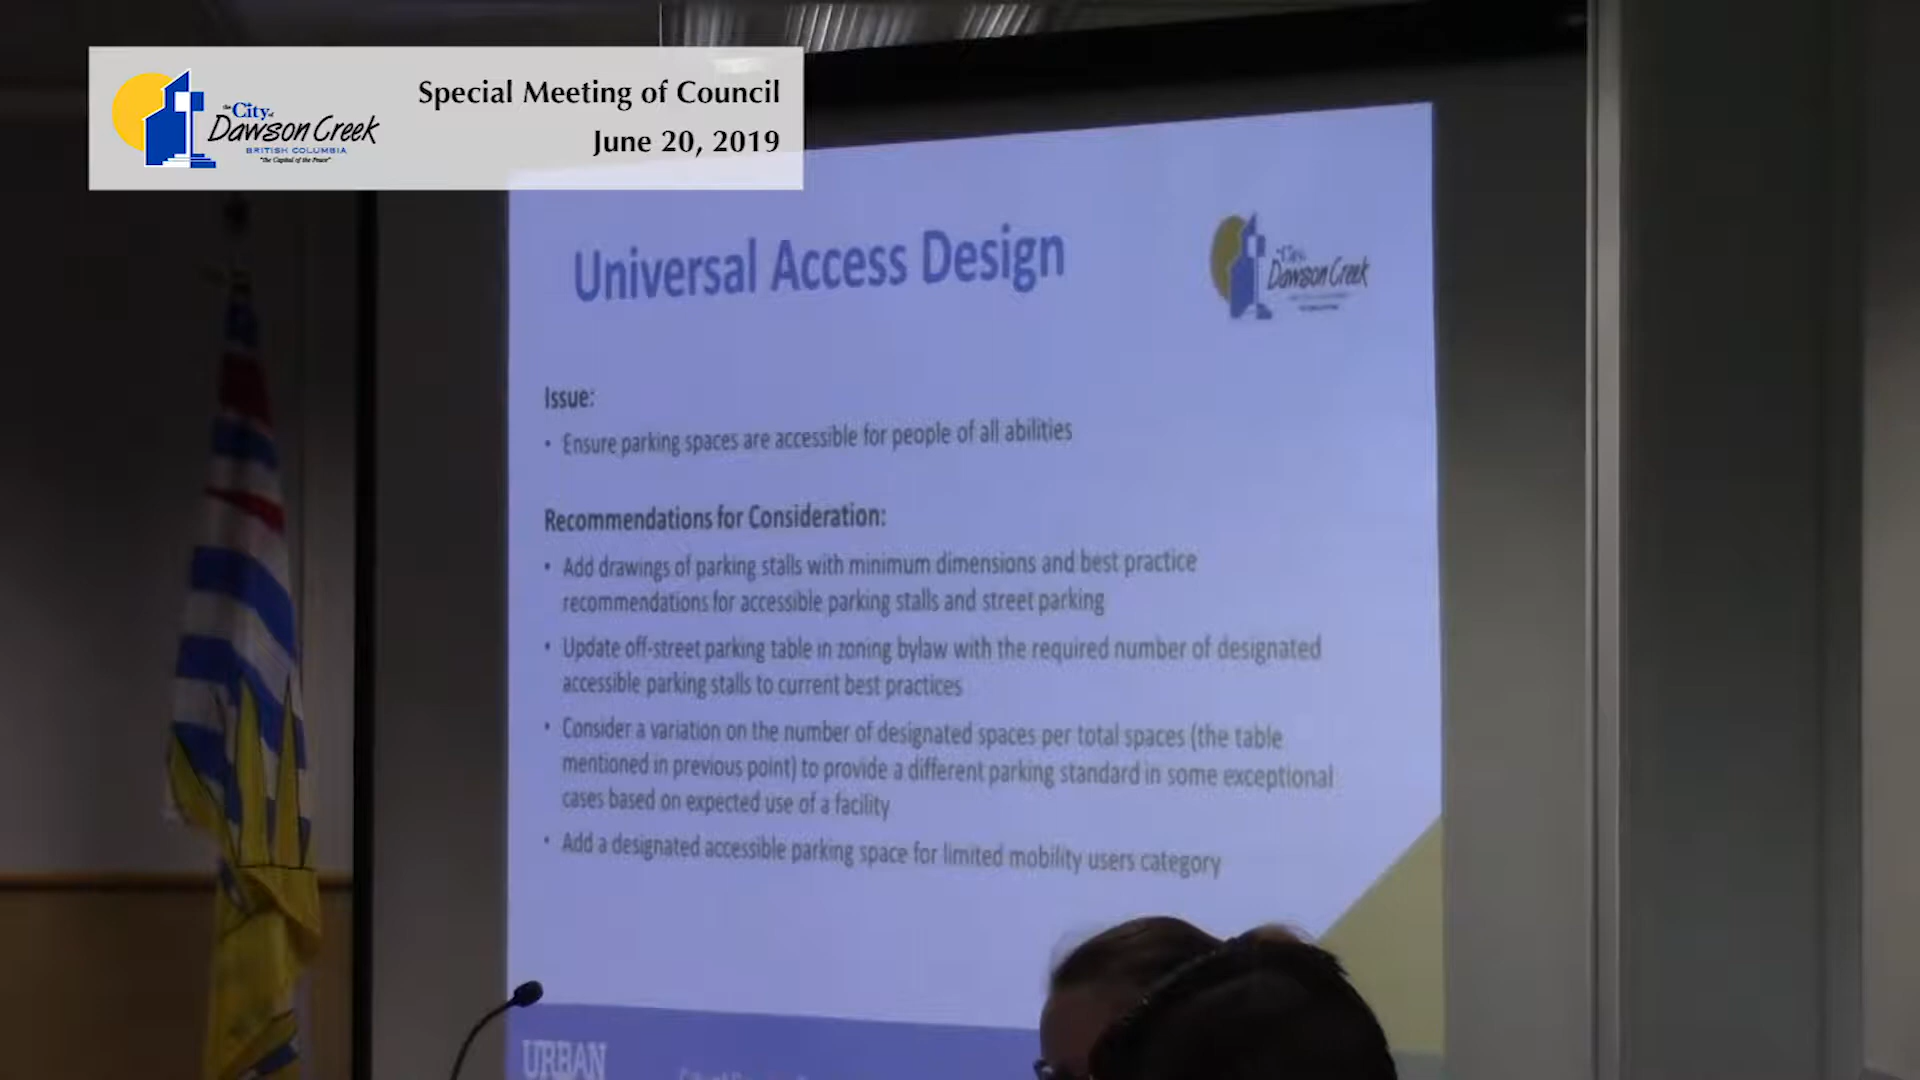 Special Meeting of Council
June 20, 2019
the City of
Dawson Creek
BRITISH COLUMBIA
"the Capital of the Peace"
Universal Access Design
Dawson Creek
Issue:
• Ensure parking spaces are accessible for people of all abilities
Recommendations for Consideration:
• Add drawings of parking stalls with minimum dimensions and best practice
recommendations for accessible parking stalls and street parking
• Update off-street parking table in zoning bylaw with the required number of designated
accessible parking stalls to current best practices
• Consider a variation on the number of designated spaces per total spaces (the table
mentioned in previous point) to provide a different parking standard in some exceptional
cases based on expected use of a facility
• Add a designated accessible parking space for limited mobility users category
URBAN